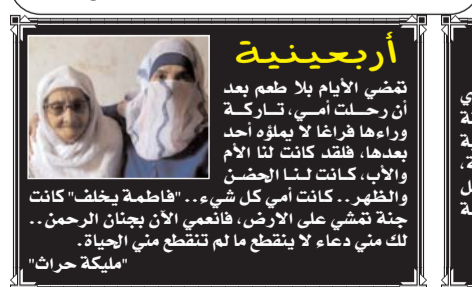 أربعينية
تمضي الأيام بلا طعم بعد
أن رحلت أمي، تاركة
وراءها فراغا لا يملؤه أحد
بعدها، فلقد كانت لنا الأم
والأب، كانت لنا الحضن
والظهر.. كانت أمي كل شيء.. "فاطمة يخلف" كانت
جنة تمشي على الارض، فانعمي الآن بجنان الرحمن..
لك مني دعاء لا ينقطع ما لم تنقطع مني الحياة.
"مليكة حراث"